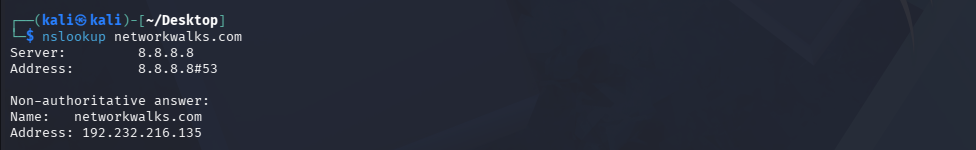 ┌──(kali㉿kali)-[~/Desktop]
└─$ nslookup networkwalks.com
Server:         8.8.8.8
Address:        8.8.8.8#53

Non-authoritative answer:
Name:   networkwalks.com
Address: 192.232.216.135